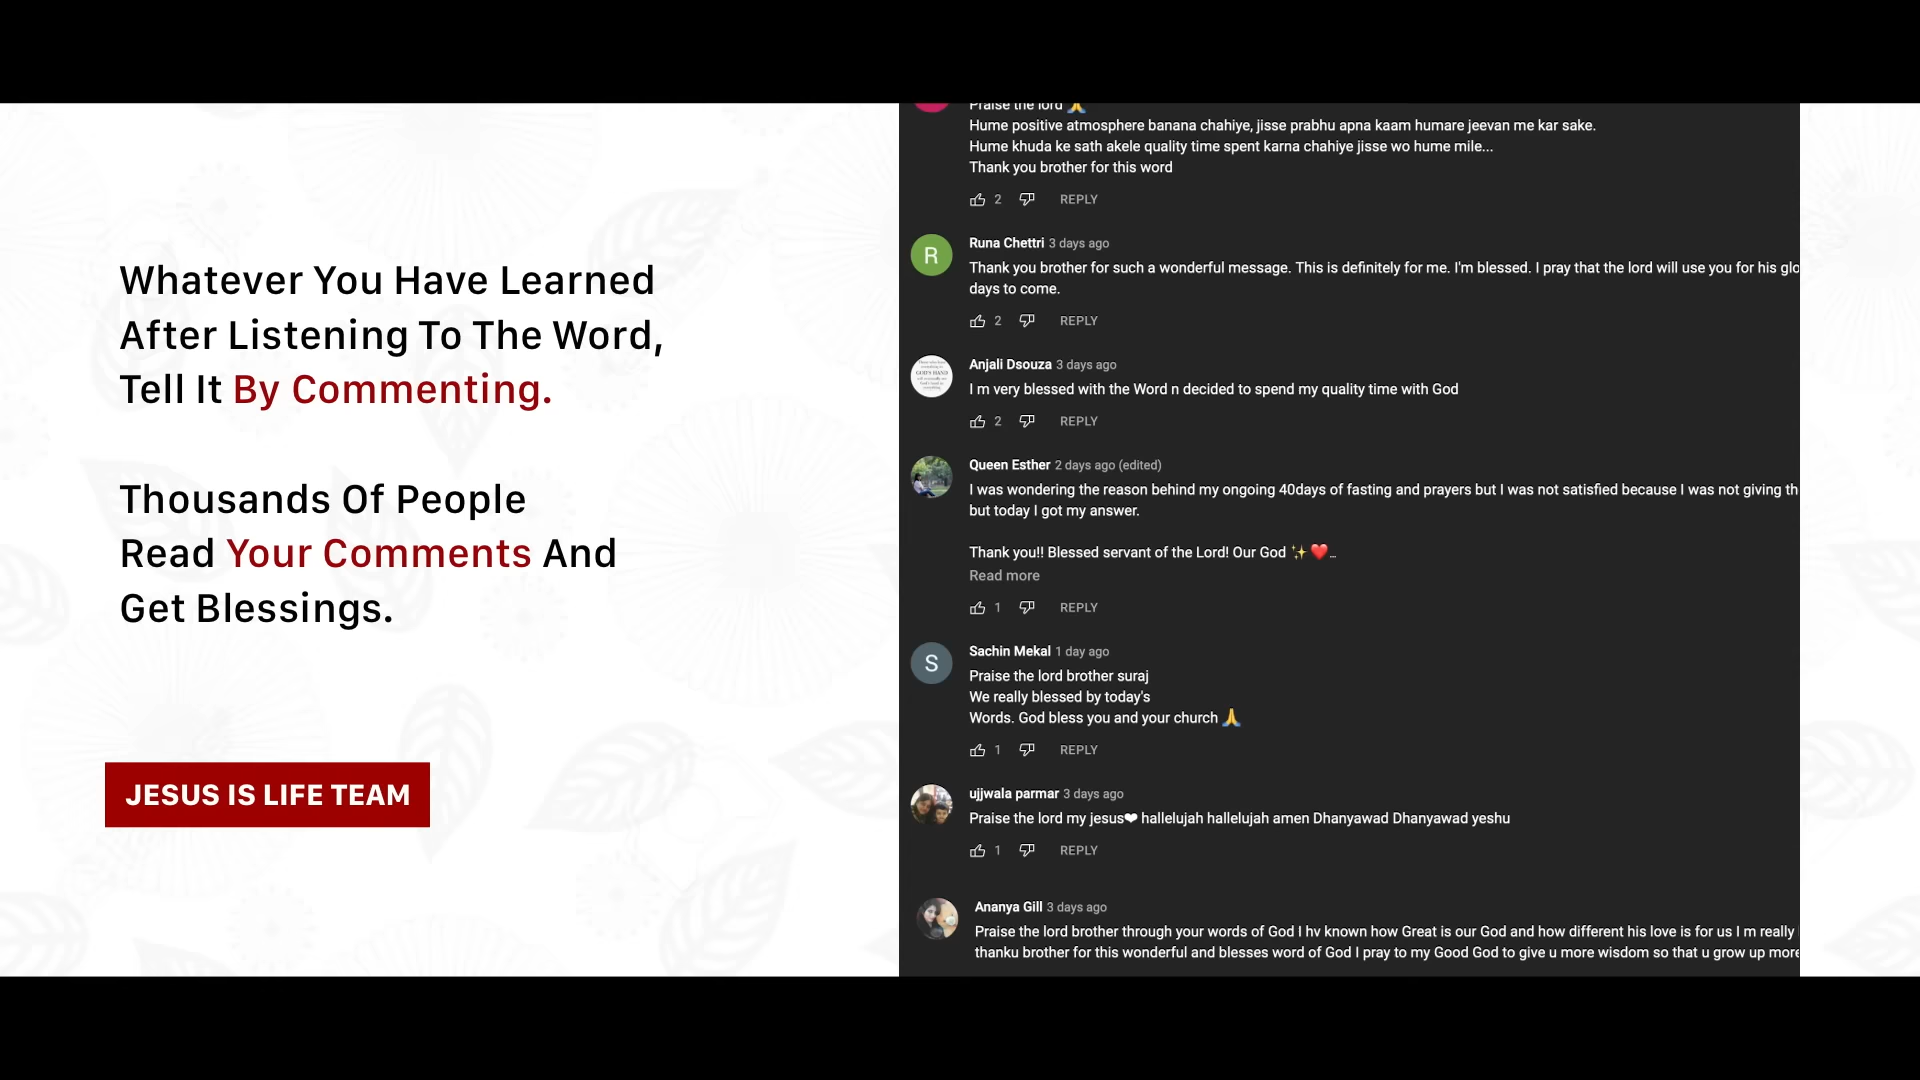 Whatever You Have Learned
After Listening To The Word,
Tell It By Commenting.
Thousands Of People
Read Your Comments And
Get Blessings.
JESUS IS LIFE TEAM
Praise the lord 🙏
Hume positive atmosphere banana chahiye, jisse prabhu apna kaam humare jeevan me kar sake.
Hume khuda ke sath akele quality time spent karna chahiye jisse wo hume mile...
Thank you brother for this word
2 REPLY
R
Runa Chettri 3 days ago
Thank you brother for such a wonderful message. This is definitely for me. I'm blessed. I pray that the lord will use you for his glo
days to come.
2 REPLY
Anjali Dsouza 3 days ago
I m very blessed with the Word n decided to spend my quality time with God
2 REPLY
Queen Esther 2 days ago (edited)
I was wondering the reason behind my ongoing 40days of fasting and prayers but I was not satisfied because I was not giving th
but today I got my answer.
Thank you!! Blessed servant of the Lord! Our God ✨❤️...
Read more
1 REPLY
S
Sachin Mekal 1 day ago
Praise the lord brother suraj
We really blessed by today's
Words. God bless you and your church 🙏
1 REPLY
ujjwala parmar 3 days ago
Praise the lord my jesus❤ hallelujah hallelujah amen Dhanyawad Dhanyawad yeshu
1 REPLY
Ananya Gill 3 days ago
Praise the lord brother through your words of God I hv known how Great is our God and how different his love is for us I m really
thanku brother for this wonderful and blesses word of God I pray to my Good God to give u more wisdom so that u grow up more